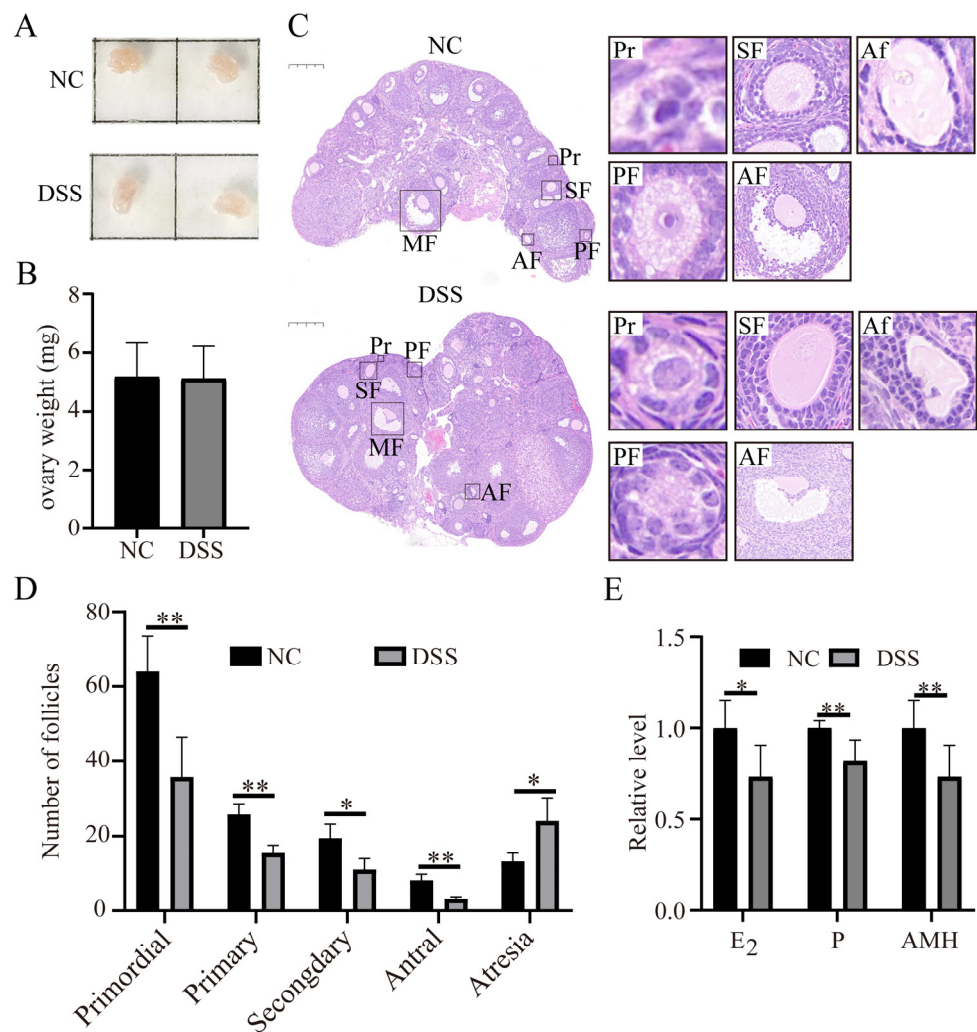 A
NC
DSS
B
ovary weight (mg)
8
6
4
2
0
NC
DSS
C
NC
Pr
SF
MF
AF
PF
Pr
SF
Af
PF
AF
DSS
Pr
PF
SF
MF
AF
Pr
SF
Af
PF
AF
D
Number of follicles
80
60
40
20
0
NC
DSS
**
**
*
**
*
Primordial
Primary
Secongdary
Antral
Atresia
E
Relative level
1.5
1.0
0.5
0.0
NC
DSS
*
**
**
E2
P
AMH